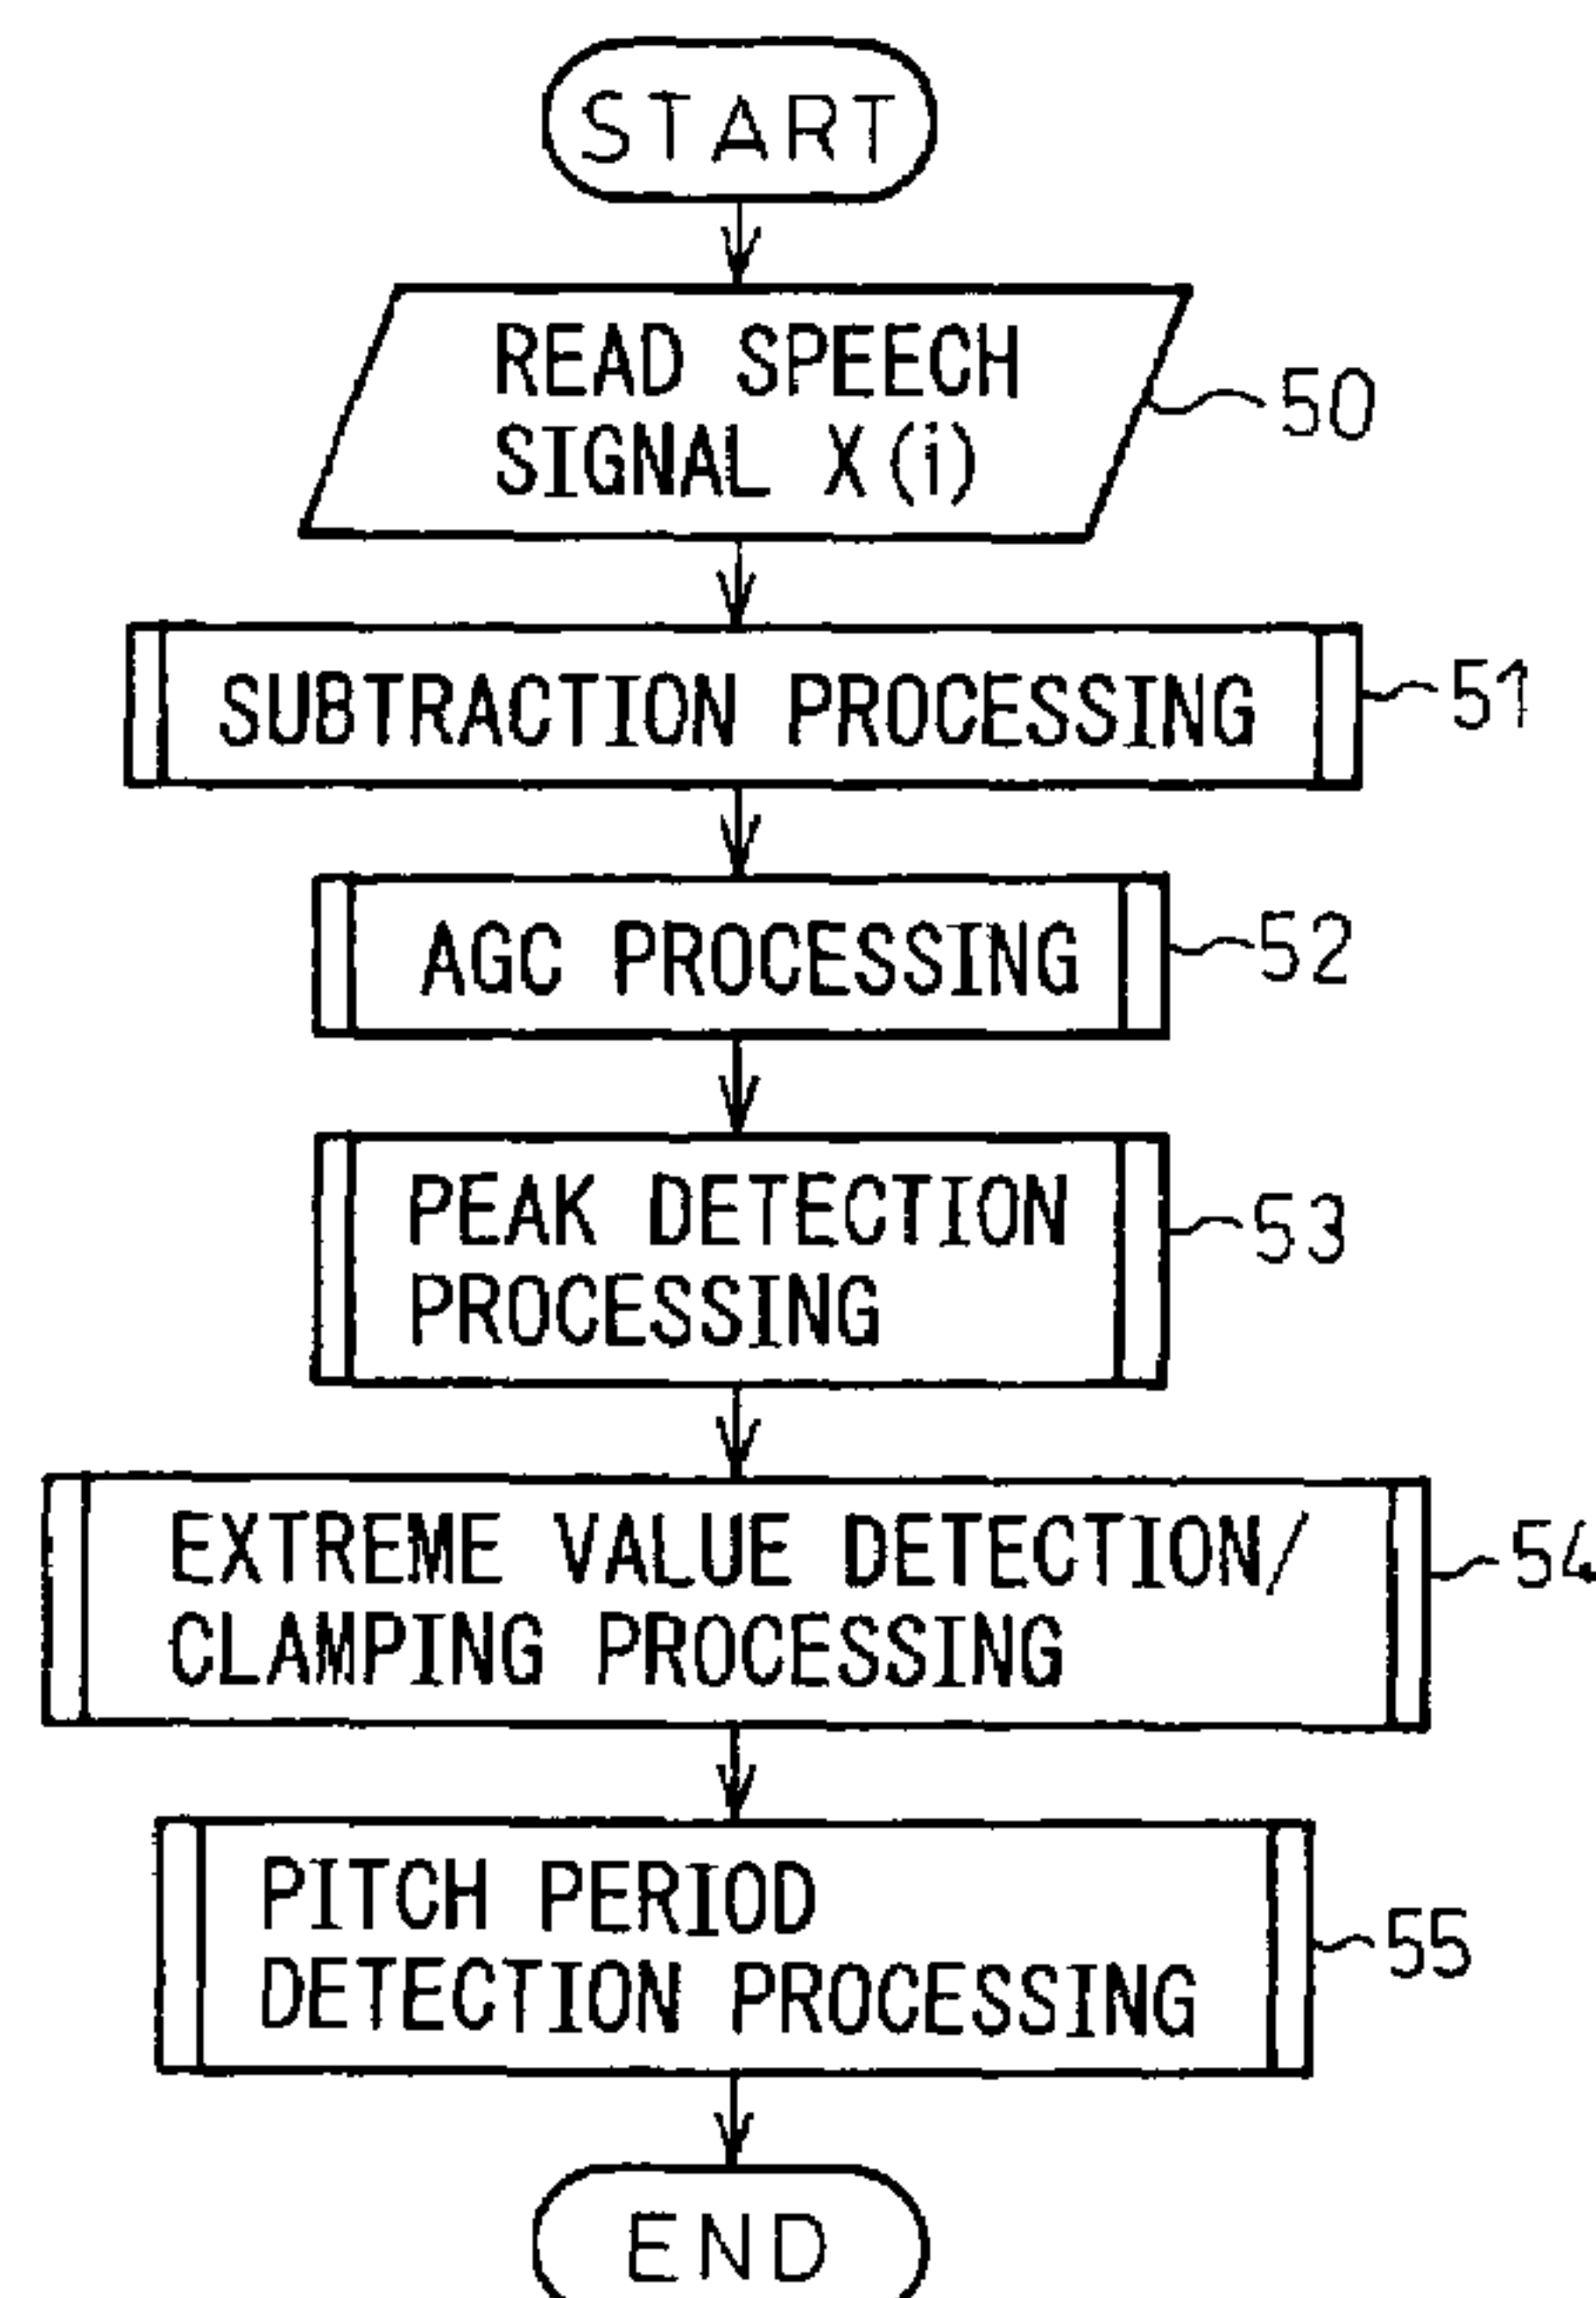 START
READ SPEECH
SIGNAL X(i)
50
SUBTRACTION PROCESSING
51
AGC PROCESSING
52
PEAK DETECTION
PROCESSING
53
EXTREME VALUE DETECTION/
CLAMPING PROCESSING
54
PITCH PERIOD
DETECTION PROCESSING
55
END